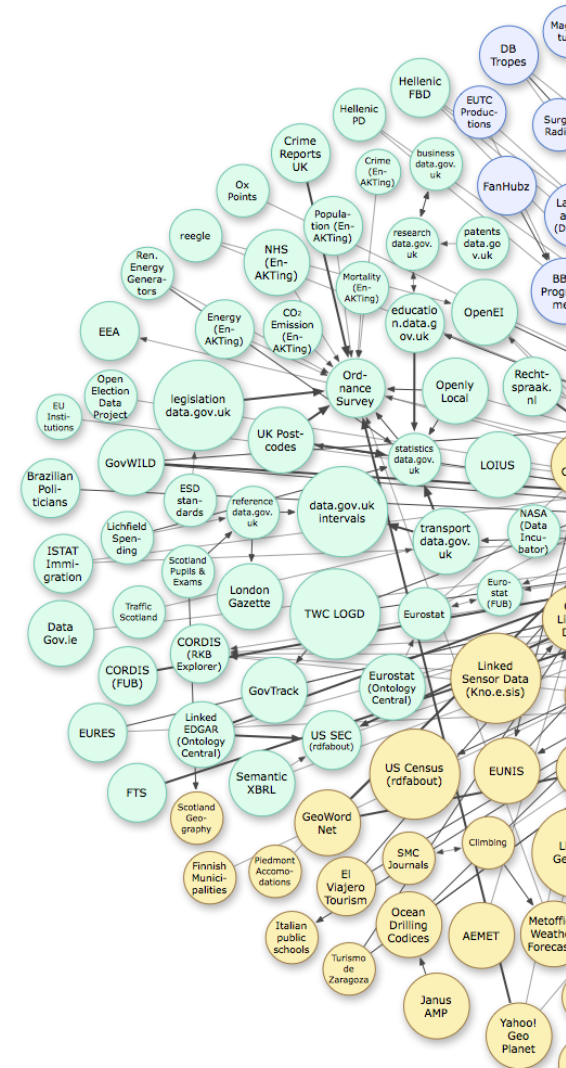 DB
Tropes
Hellenic
FBD
EUTC
Produc-
tions
Hellenic
PD
Crime
Reports
UK
Crime
(En-
AKTing)
business
data.gov.
uk
FanHubz
Ox
Points
Popula-
tion (En-
AKTing)
reegle
NHS
(En-
AKTing)
research
data.gov.
uk
patents
data.go
v.uk
Ren.
Energy
Genera-
tors
Mortality
(En-
AKTing)
EEA
Energy
(En-
AKTing)
CO2
Emission
(En-
AKTing)
educatio
n.data.g
ov.uk
OpenEI
Open
Election
Data
Project
legislation
data.gov.uk
Ord-
nance
Survey
Openly
Local
Recht-
spraak.
nl
EU
Insti-
tutions
UK Post-
codes
statistics
data.gov.
uk
LOIUS
GovWILD
Brazilian
Poli-
ticians
ESD
stan-
dards
reference
data.gov.
uk
data.gov.uk
intervals
Lichfield
Spen-
ding
transport
data.gov.
uk
NASA
(Data
Incu-
bator)
ISTAT
Immi-
gration
Scotland
Pupils &
Exams
London
Gazette
Traffic
Scotland
TWC LOGD
Eurostat
Euro-
stat
(FUB)
Data
Gov.ie
CORDIS
(RKB
Explorer)
CORDIS
(FUB)
GovTrack
Eurostat
(Ontology
Central)
Linked
Sensor Data
(Kno.e.sis)
EURES
Linked
EDGAR
(Ontology
Central)
US SEC
(rdfabout)
FTS
Semantic
XBRL
US Census
(rdfabout)
EUNIS
Scotland
Geo-
graphy
GeoWord
Net
Climbing
Finnish
Munici-
palities
Piedmont
Accomo-
dations
El
Viajero
Tourism
SMC
Journals
Italian
public
schools
Ocean
Drilling
Codices
AEMET
Turismo
de
Zaragoza
Janus
AMP
Yahoo!
Geo
Planet